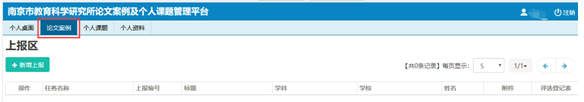 南京市教育科学研究所论文案例及个人课题管理平台 注销
个人桌面 论文案例 个人课题 个人资料
上报区
+ 新增上报 【共0条记录】每页显示: 5 1/1
操作 任务名称 上报编号 标题 学科 学校 姓名 附件 评选登记表